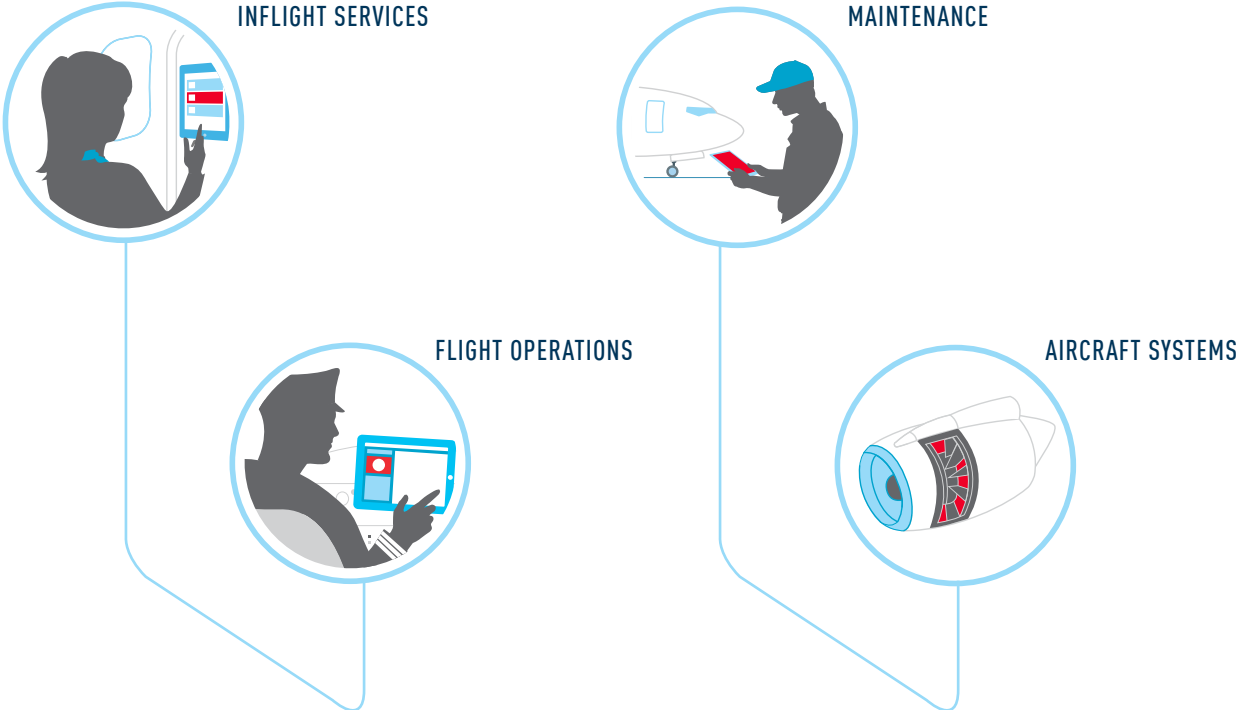 INFLIGHT SERVICES
MAINTENANCE
FLIGHT OPERATIONS
AIRCRAFT SYSTEMS